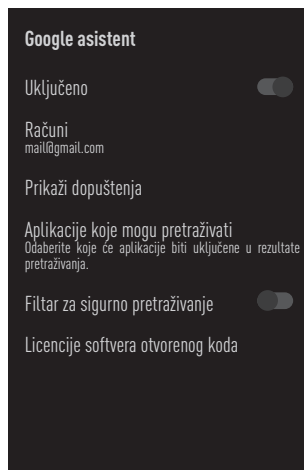 Google asistent
Uključeno
Računi
mail@gmail.com
Prikaži dopuštenja
Aplikacije koje mogu pretraživati
Odaberite koje će aplikacije biti uključene u rezultate
pretraživanja.
Filtar za sigurno pretraživanje
Licencije softvera otvorenog koda